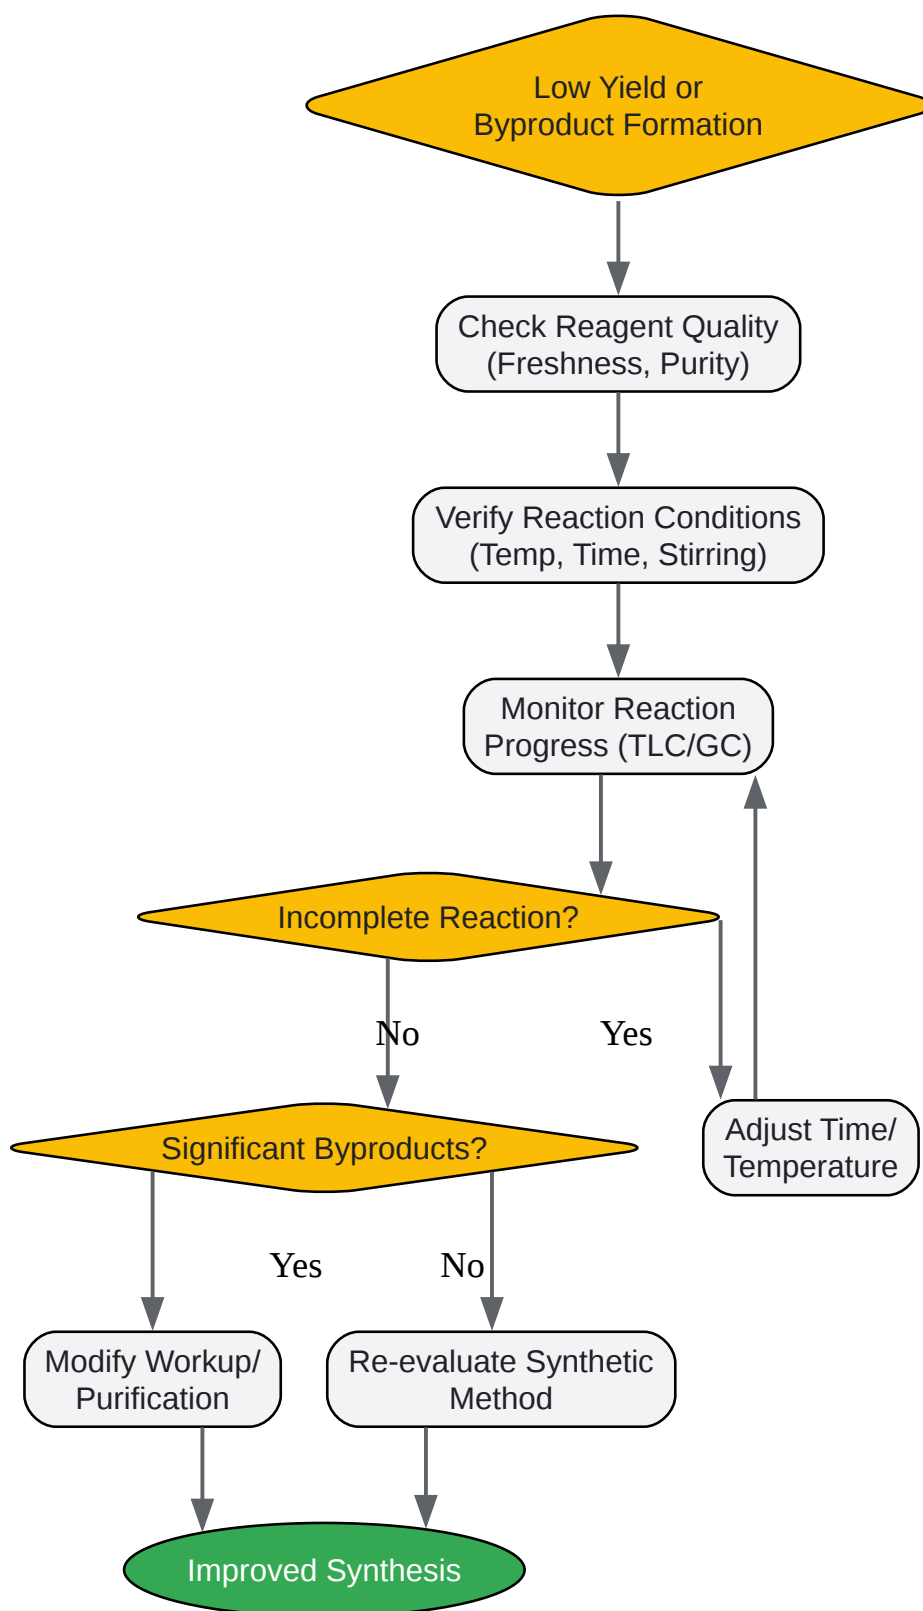 Low Yield or
Byproduct Formation
Check Reagent Quality
(Freshness, Purity)
Verify Reaction Conditions
(Temp, Time, Stirring)
Monitor Reaction
Progress (TLC/GC)
Incomplete Reaction?
No
Yes
Adjust Time/
Temperature
Significant Byproducts?
Yes
No
Modify Workup/
Purification
Re-evaluate Synthetic
Method
Improved Synthesis